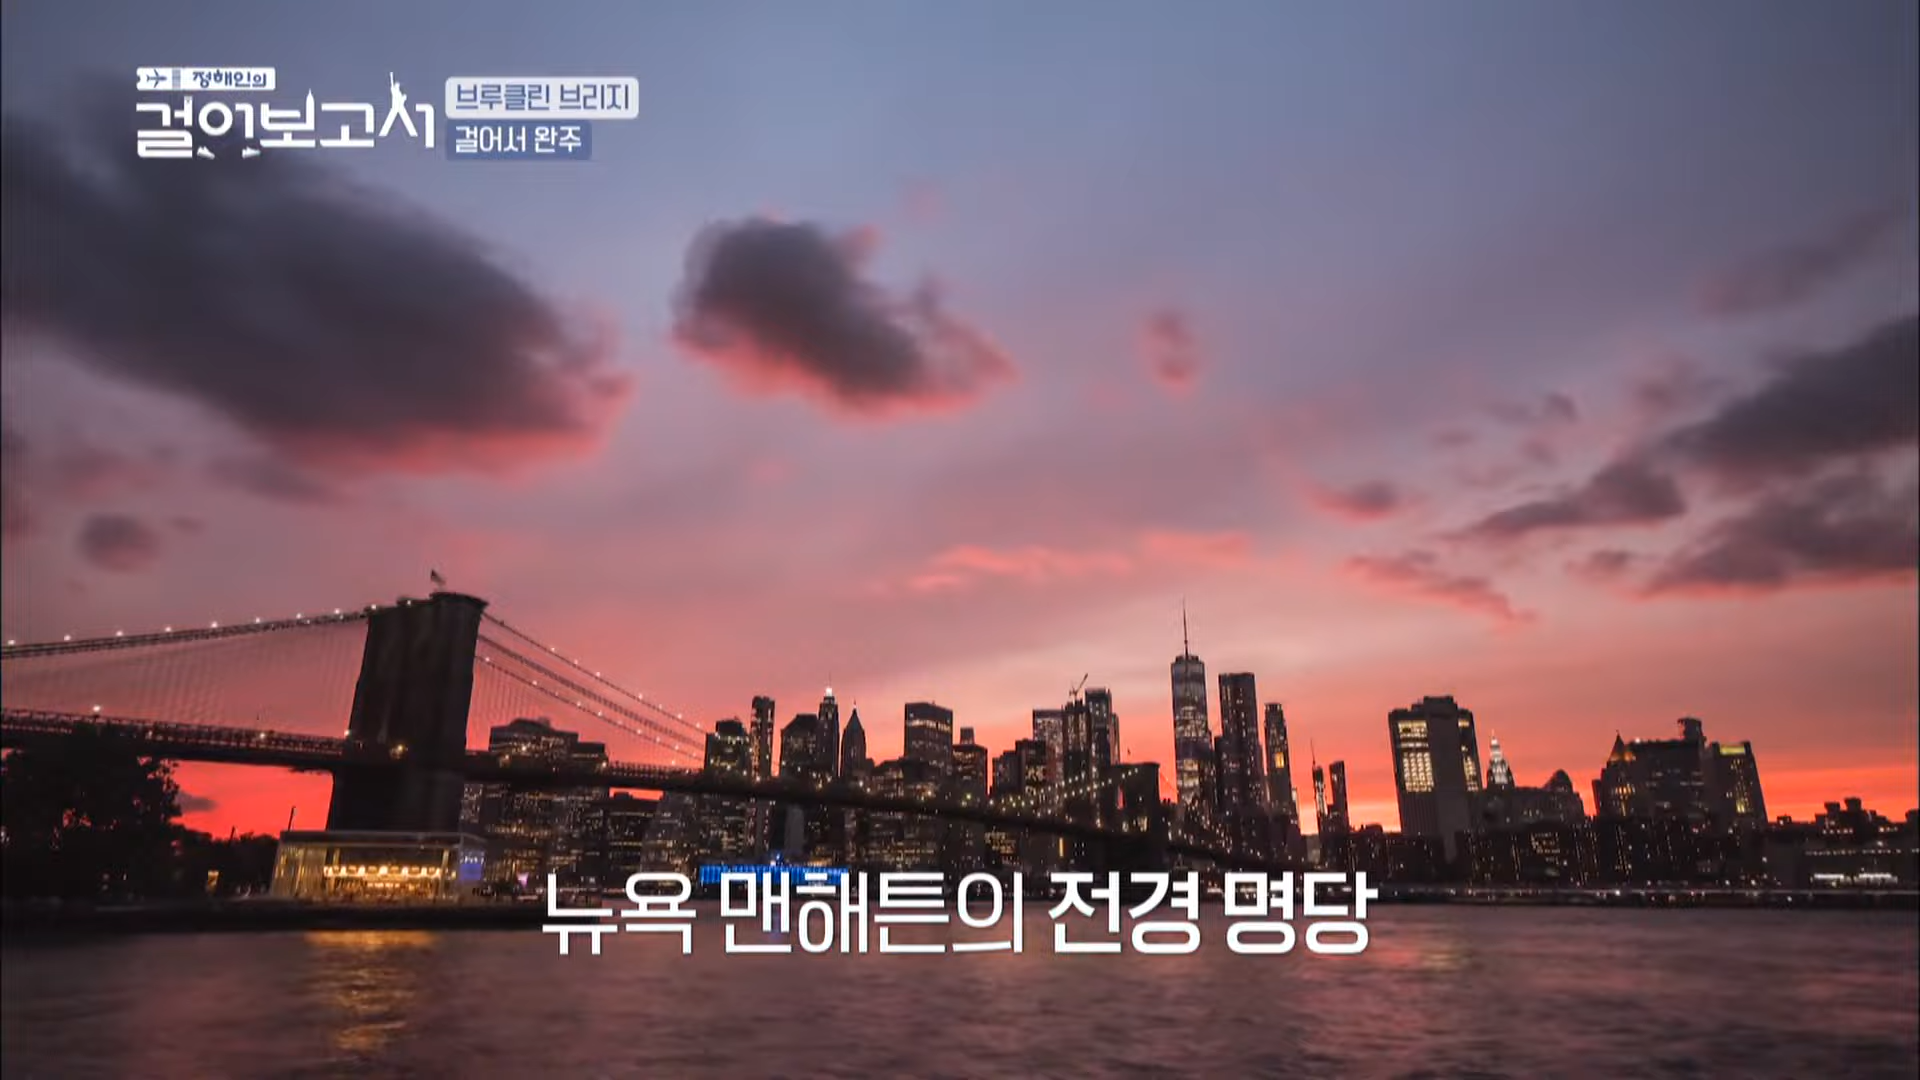 정해인의
걸어보고서
브루클린 브리지
걸어서 완주
뉴욕 맨해튼의 전경 명당